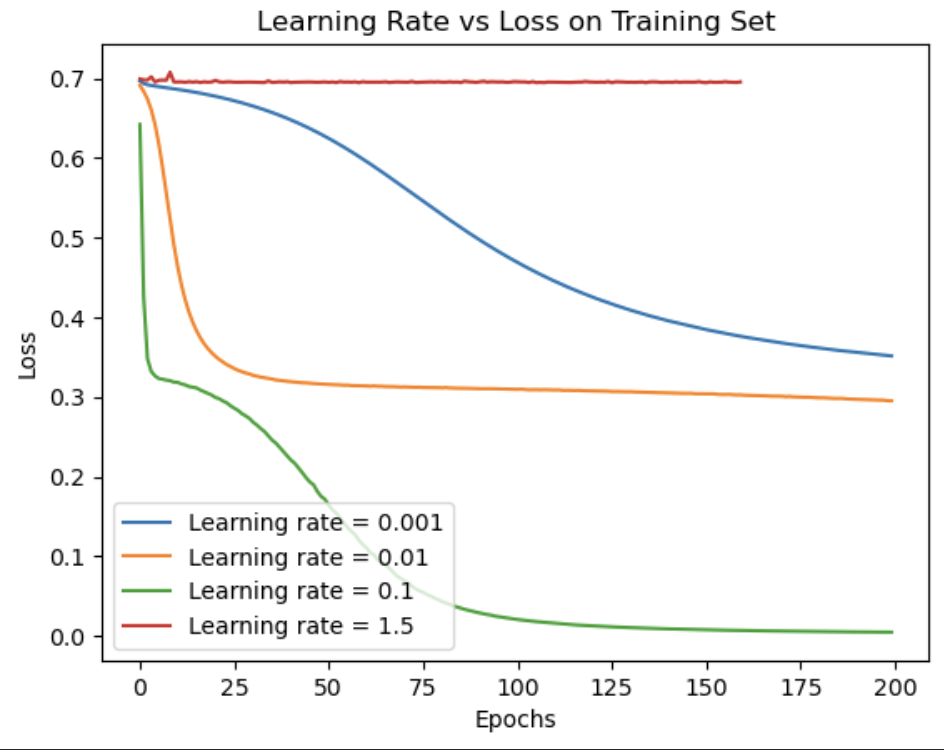 Learning Rate vs Loss on Training Set
0.7
0.6
0.5
0.4
0.3
0.2
0.1
0.0
Loss
Learning rate = 0.001
Learning rate = 0.01
Learning rate = 0.1
Learning rate = 1.5
0 25 50 75 100 125 150 175 200
Epochs